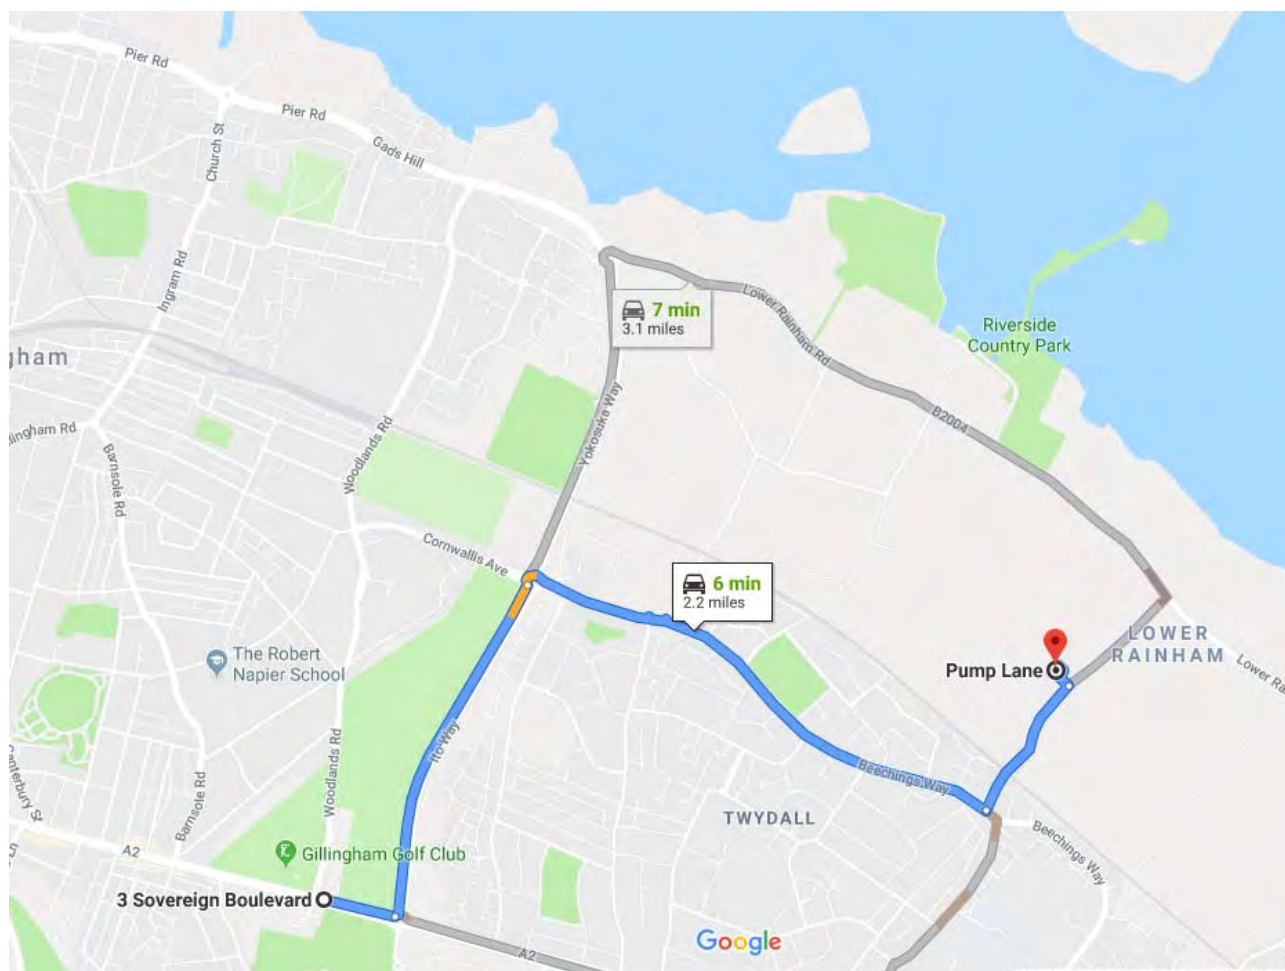 Pier Rd
Pier Rd
Gads Hill
Church St
Ingram Rd
7 min
3.1 miles
Lower Rainham Rd
Riverside
Country Park
gham
Yokosuka Way
B2004
llingham Rd
Woodlands Rd
Barnsole Rd
Cornwallis Ave
6 min
2.2 miles
LOWER
RAINHAM
The Robert
Napier School
Pump Lane
Lower Ra
Ito Way
Woodlands Rd
Canterbury St
Barnsole Rd
Beechings Way
TWYDALL
Beechings Way
A2
Gillingham Golf Club
3 Sovereign Boulevard
Google
A2